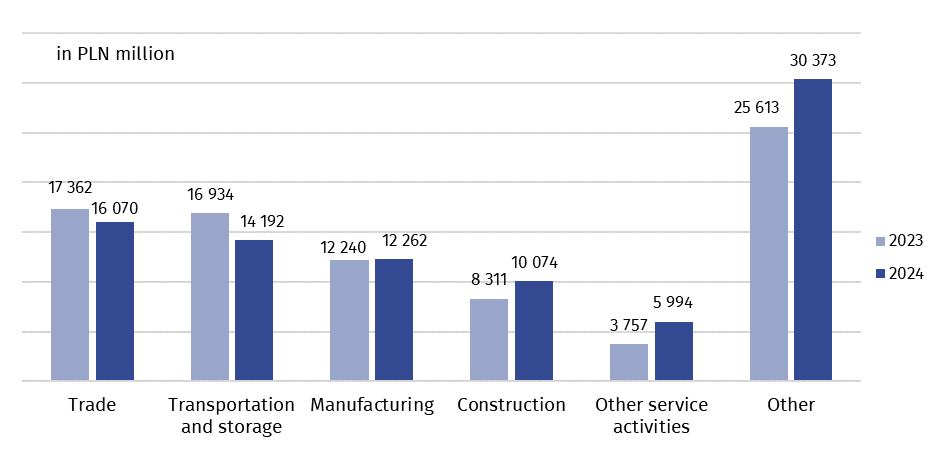 in PLN million
17 362
16 070
16 934
14 192
12 240
12 262
8 311
10 074
3 757
5 994
25 613
30 373
2023
2024
Trade
Transportation
and storage
Manufacturing
Construction
Other service
activities
Other